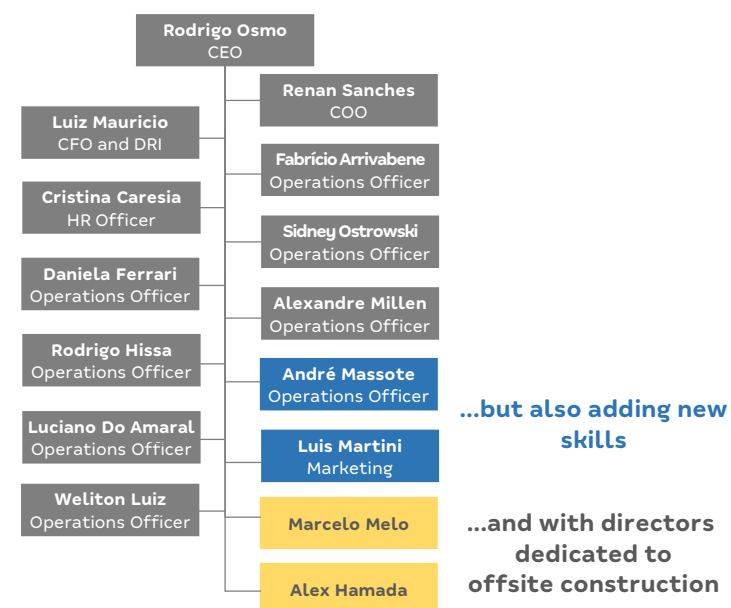 Rodrigo Osmo
CEO
Renan Sanches
COO
Luiz Mauricio
CFO and DRI
Fabrício Arrivabene
Operations Officer
Cristina Caresia
HR Officer
Sidney Ostrowski
Operations Officer
Daniela Ferrari
Operations Officer
Alexandre Millen
Operations Officer
Rodrigo Hissa
Operations Officer
André Massote
Operations Officer
...but also adding new
skills
Luciano Do Amaral
Operations Officer
Luis Martini
Marketing
Weliton Luiz
Operations Officer
Marcelo Melo
...and with directors
dedicated to
offsite construction
Alex Hamada